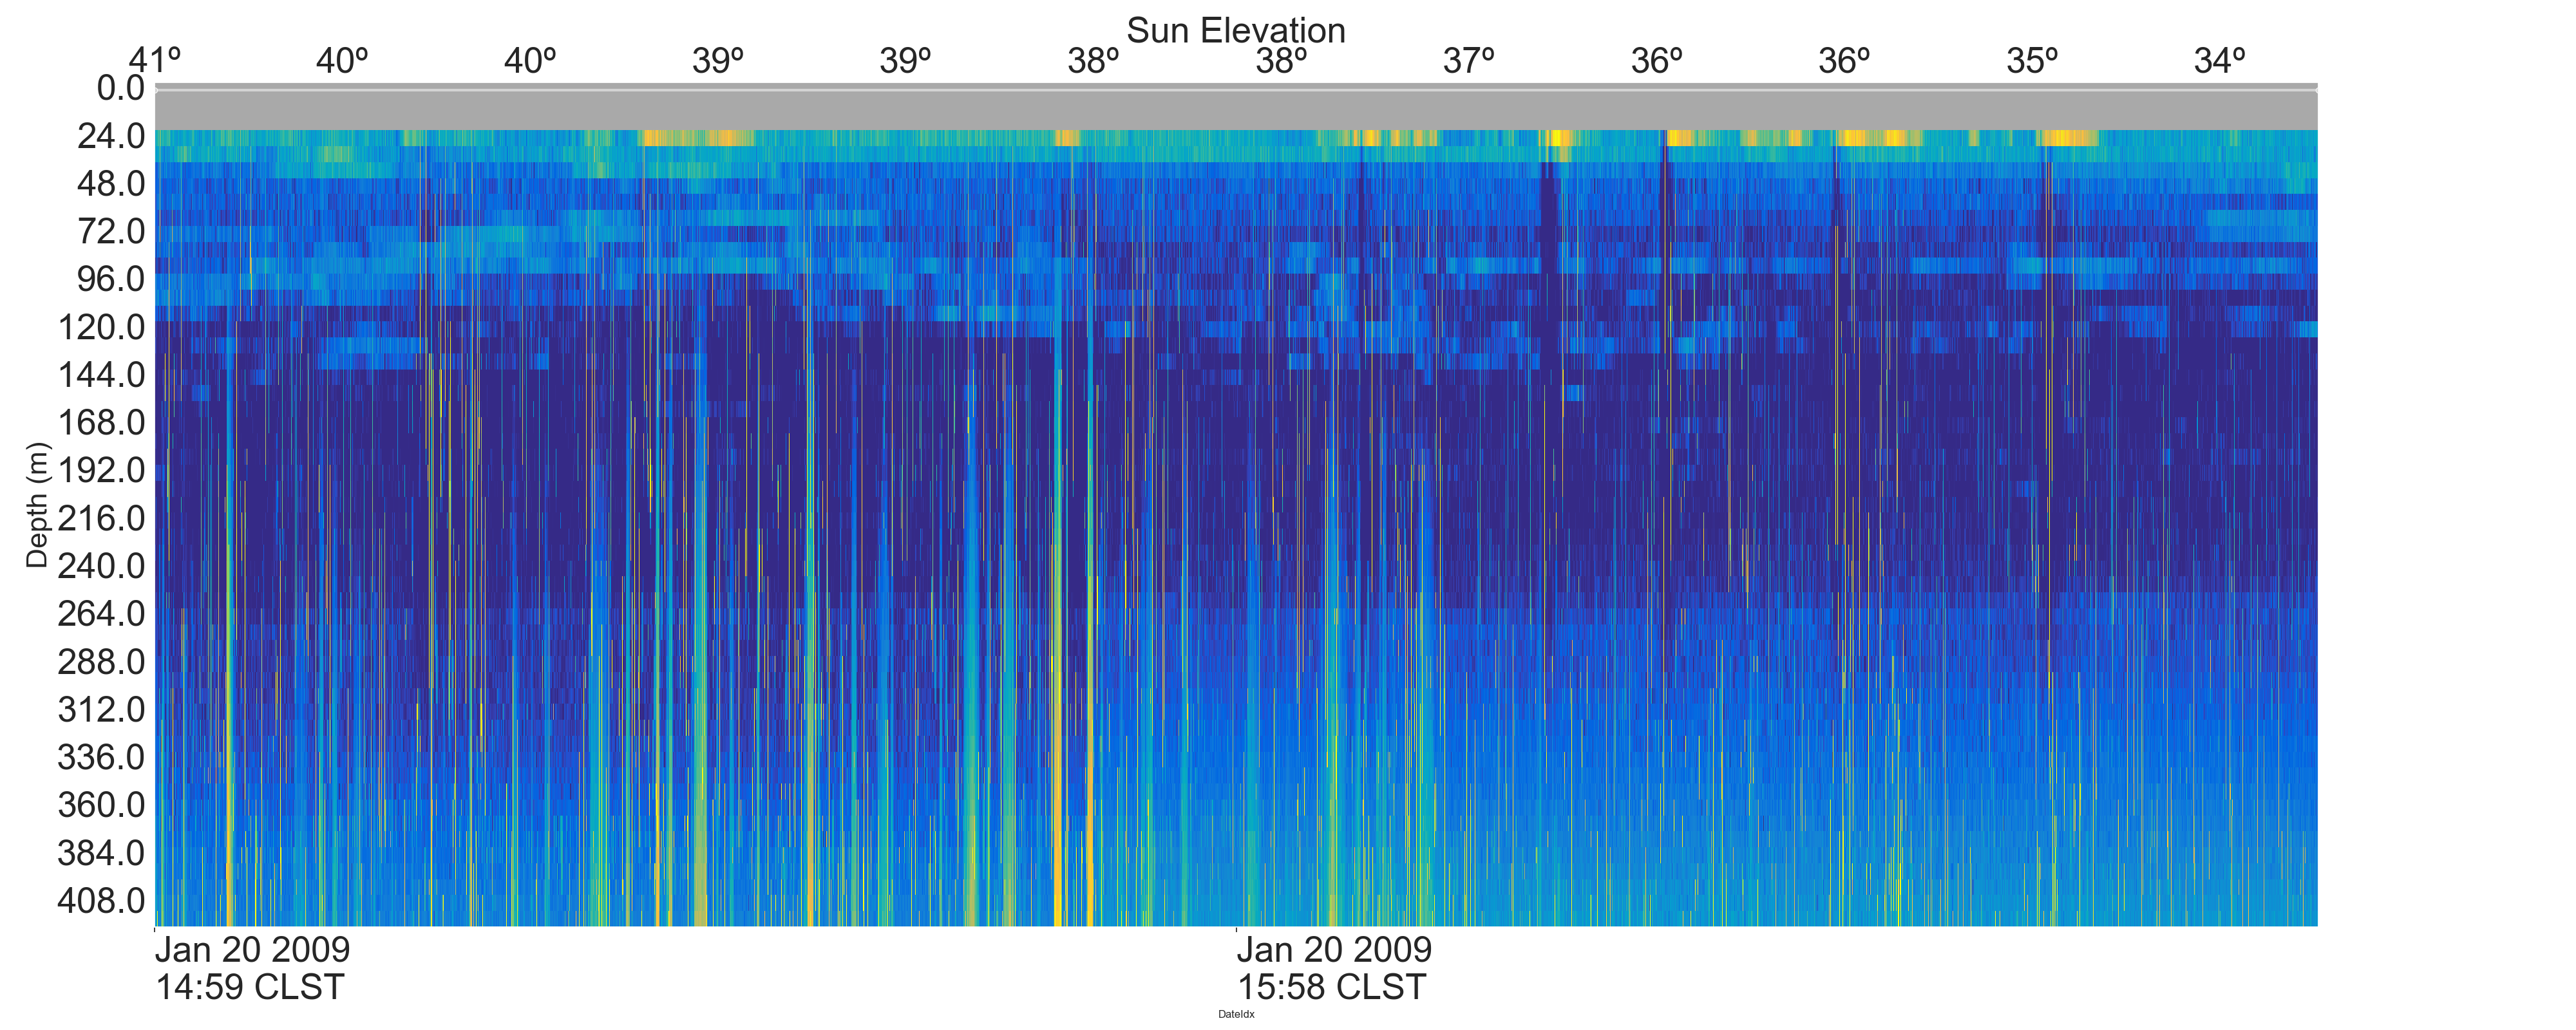 Sun Elevation
41º 40º 40º 39º 39º 38º 38º 37º 36º 36º 35º 34º
0.0
24.0
48.0
72.0
96.0
120.0
144.0
168.0
192.0
216.0
240.0
264.0
288.0
312.0
336.0
360.0
384.0
408.0
Depth (m)
Jan 20 2009
14:59 CLST
Jan 20 2009
15:58 CLST
DateIdx